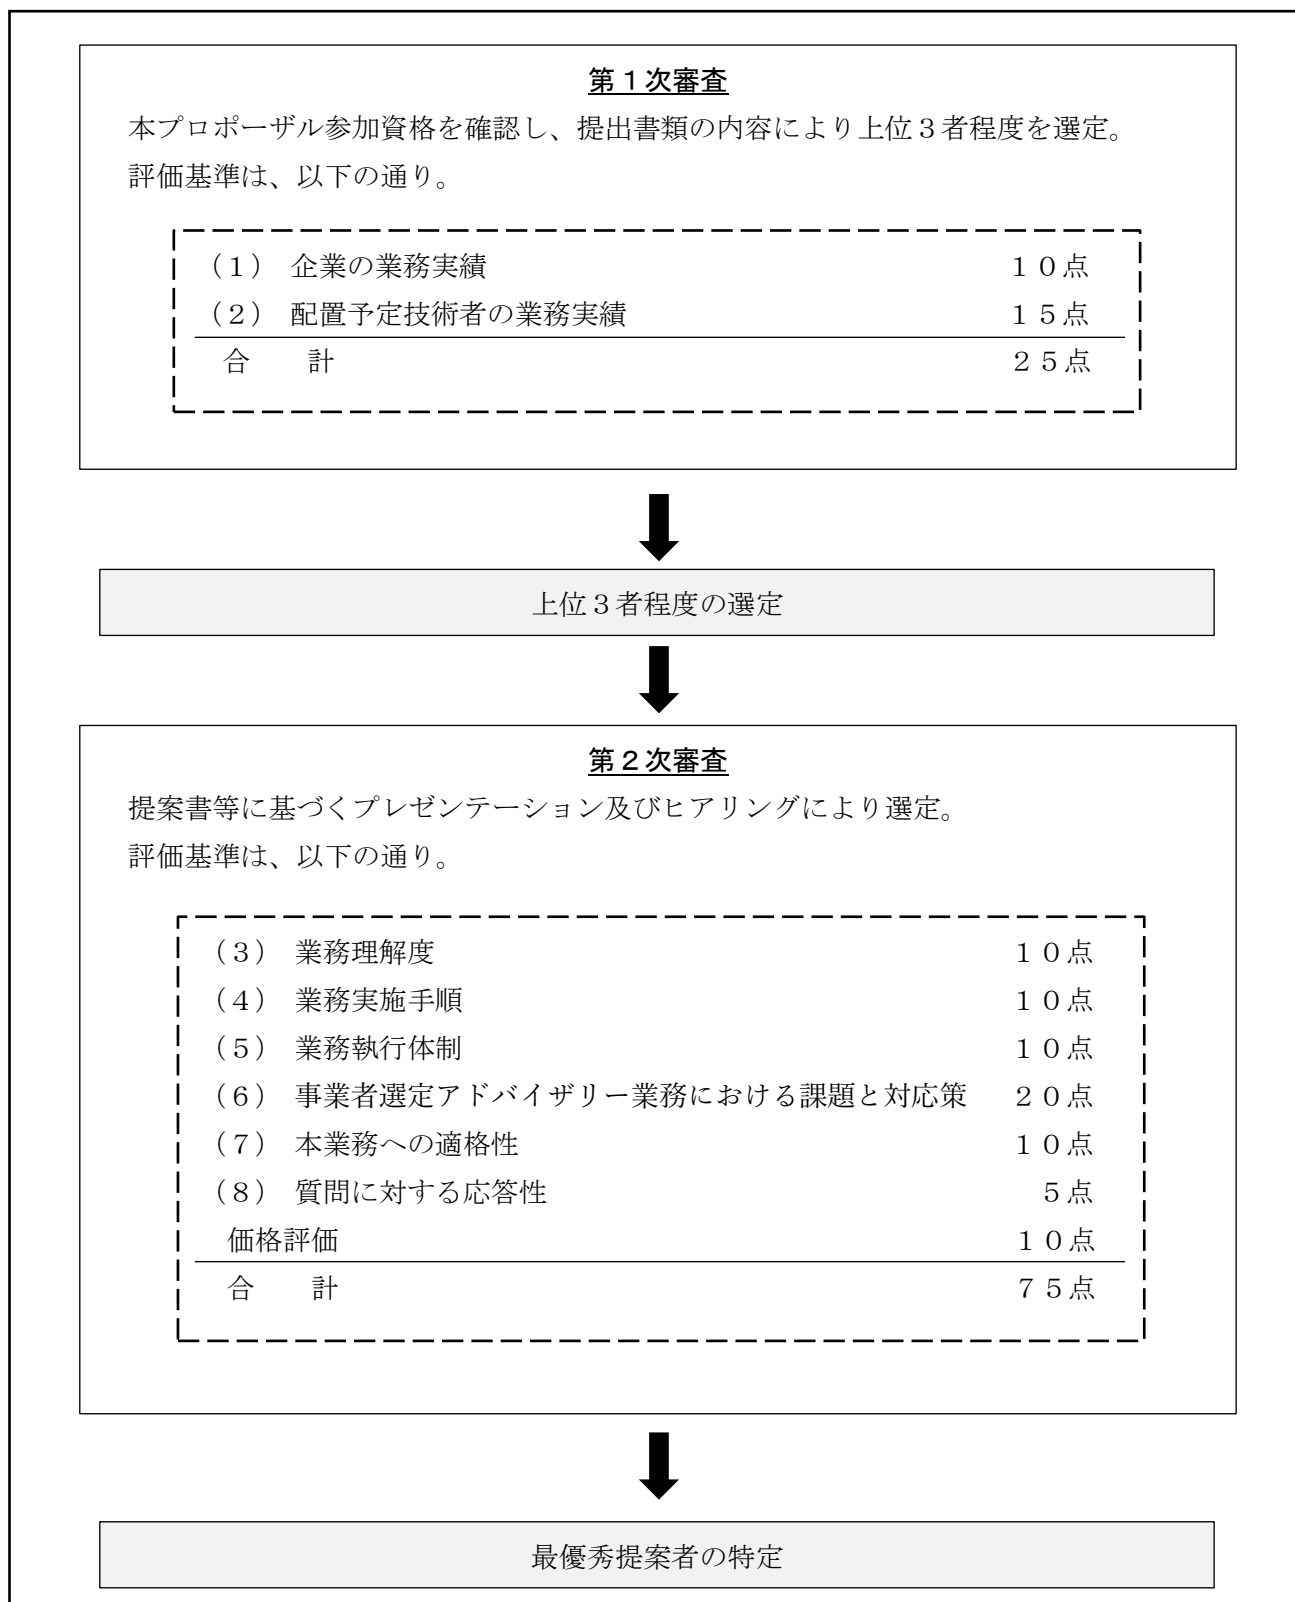 第１次審査
本プロポーザル参加資格を確認し、提出書類の内容により上位３者程度を選定。
評価基準は、以下の通り。
（１） 企業の業務実績 １０点
（２） 配置予定技術者の業務実績 １５点
合　　計 ２５点
上位３者程度の選定
第２次審査
提案書等に基づくプレゼンテーション及びヒアリングにより選定。
評価基準は、以下の通り。
（３） 業務理解度 １０点
（４） 業務実施手順 １０点
（５） 業務執行体制 １０点
（６） 事業者選定アドバイザリー業務における課題と対応策 ２０点
（７） 本業務への適格性 １０点
（８） 質問に対する応答性 ５点
価格評価 １０点
合　　計 ７５点
最優秀提案者の特定